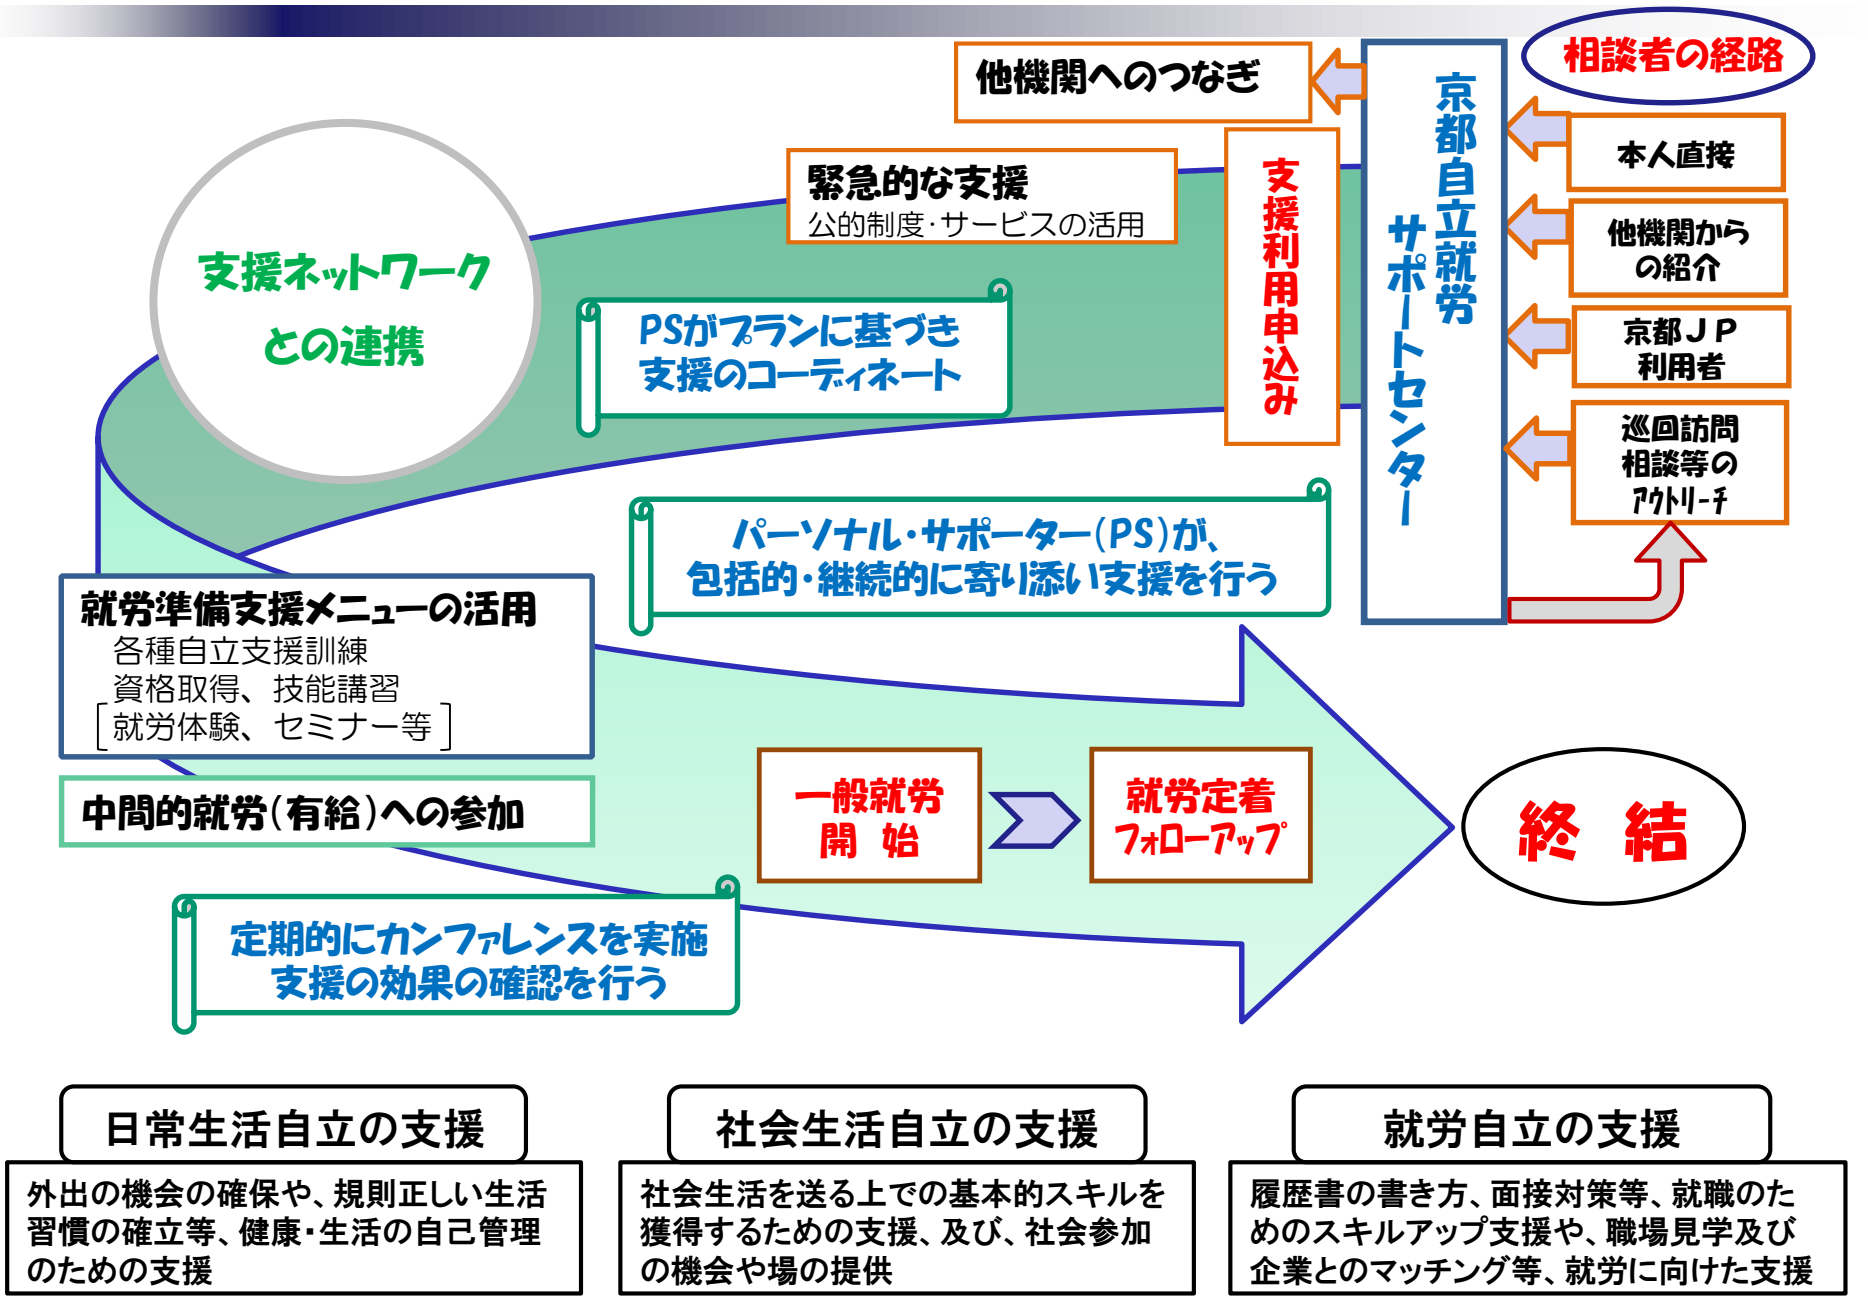 相談者の経路
他機関へのつなぎ
京都自立就労
サポートセンター
本人直接
他機関から
の紹介
京都JP
利用者
巡回訪問
相談等の
ｱｳﾄﾘｰﾁ
支援利用申込み
緊急的な支援
公的制度・サービスの活用
支援ネットワーク
との連携
PSがプランに基づき
支援のコーディネート
パーソナル・サポーター(PS)が、
包括的・継続的に寄り添い支援を行う
就労準備支援メニューの活用
各種自立支援訓練
資格取得、技能講習
[就労体験、セミナー等]
中間的就労(有給)への参加
一般就労
開 始
就労定着
フォローアップ
終 結
定期的にカンファレンスを実施
支援の効果の確認を行う
日常生活自立の支援
外出の機会の確保や、規則正しい生活
習慣の確立等、健康・生活の自己管理
のための支援
社会生活自立の支援
社会生活を送る上での基本的スキルを
獲得するための支援、及び、社会参加
の機会や場の提供
就労自立の支援
履歴書の書き方、面接対策等、就職のた
めのスキルアップ支援や、職場見学及び
企業とのマッチング等、就労に向けた支援